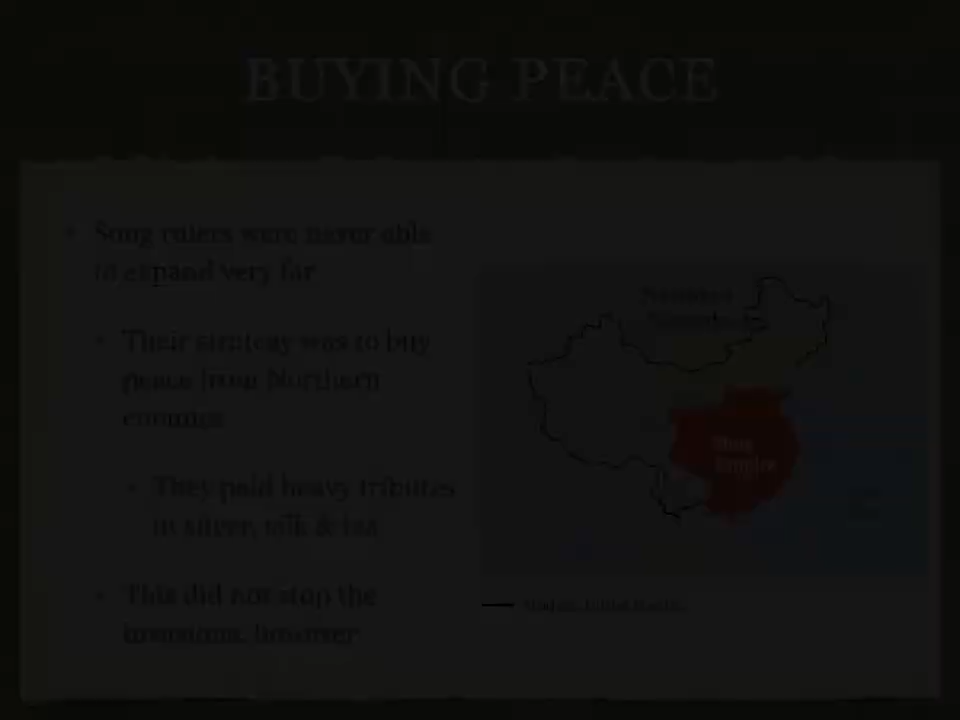 BUYING PEACE
Song rulers were never able
to expand very far
Their strategy was to buy
peace from Northern
enemies
They paid heavy tributes
in silver, silk & tea
This did not stop the
invasions, however
Song
Empire